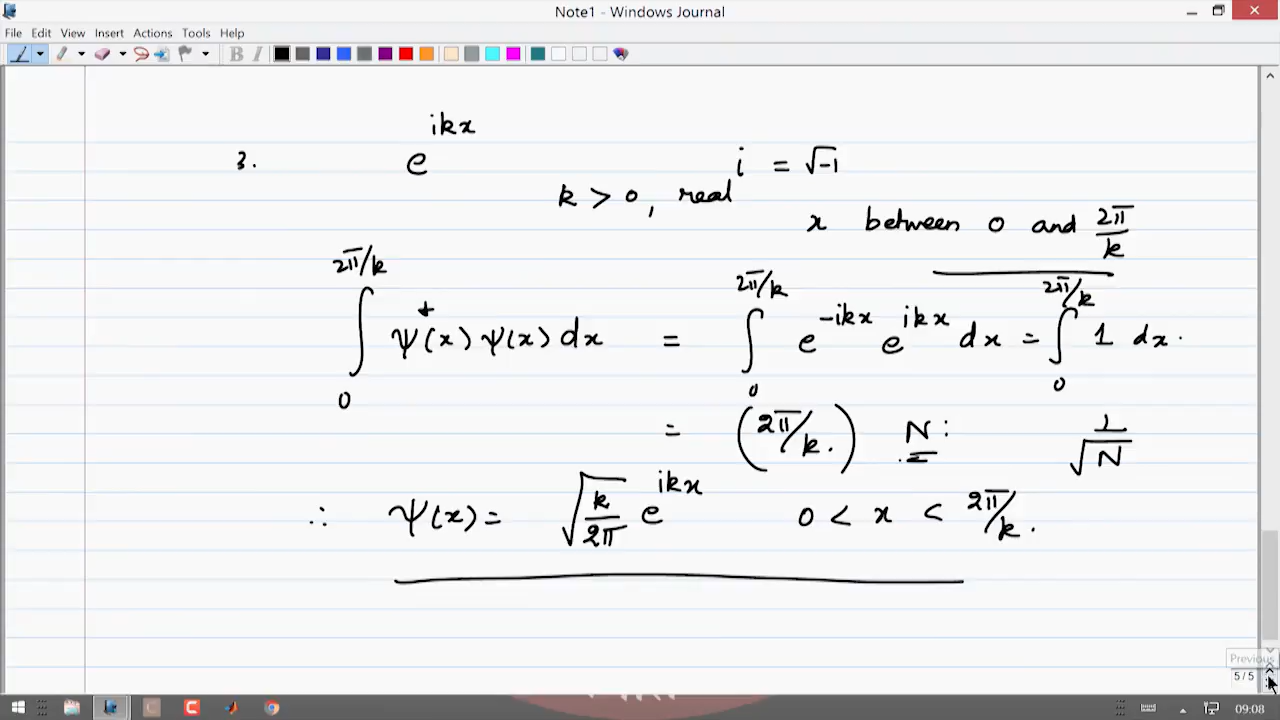 Note1 - Windows Journal
File Edit View Insert Actions Tools Help
B I
3. e^{ikx} i = √-1
k > 0, real
x between 0 and 2π/k
∫_0^{2π/k} ψ*(x) ψ(x) dx = ∫_0^{2π/k} e^{-ikx} e^{ikx} dx = ∫_0^{2π/k} 1 dx.
= (2π/k.) N: 1/√N
∴ ψ(x) = √(k/2π) e^{ikx} 0 < x < 2π/k.
Previous
5/5
09:08